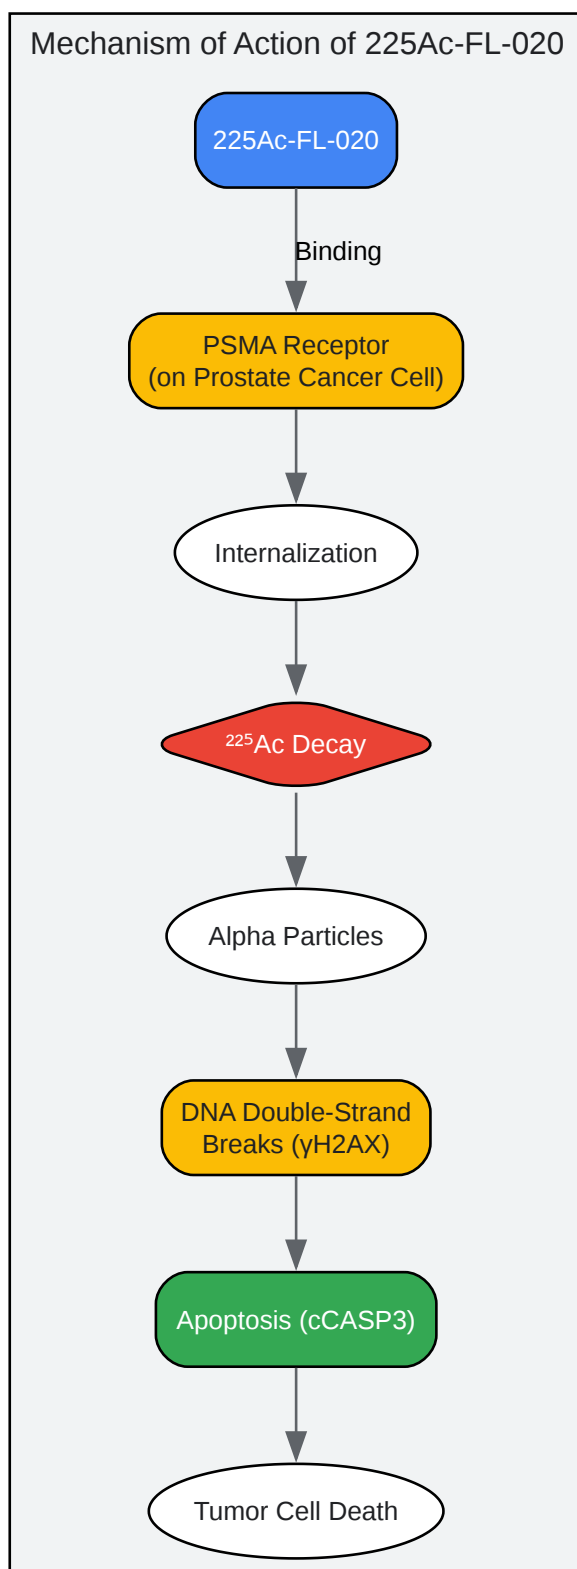 Mechanism of Action of 225Ac-FL-020
225Ac-FL-020
Binding
PSMA Receptor
(on Prostate Cancer Cell)
Internalization
²²⁵Ac Decay
Alpha Particles
DNA Double-Strand
Breaks (γH2AX)
Apoptosis (cCASP3)
Tumor Cell Death